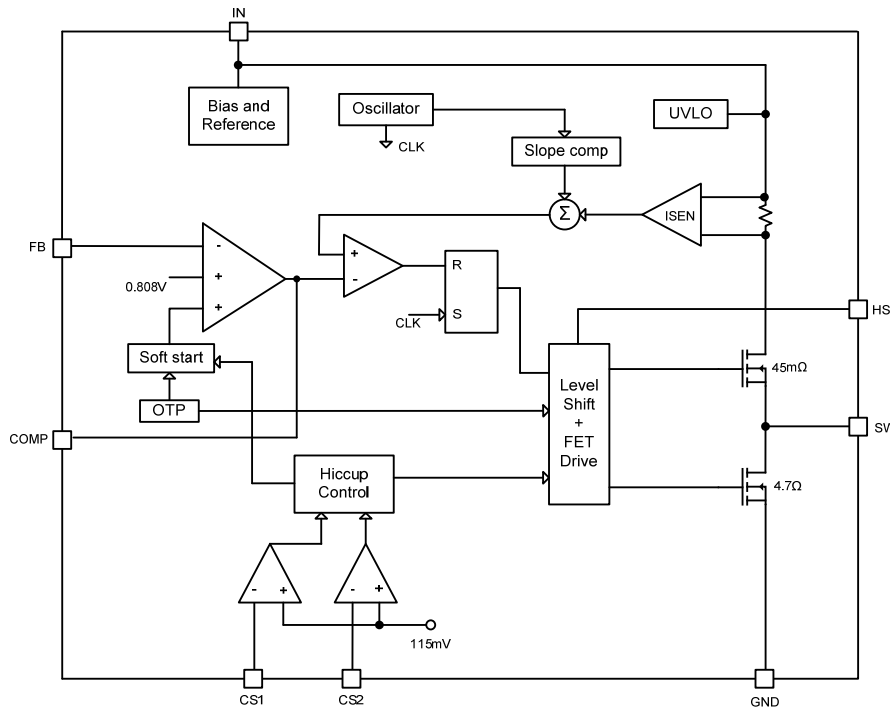 IN
Bias and
Reference
Oscillator
CLK
UVLO
Slope comp
Σ
ISEN
FB
-
+
+
0.808V
+
-
R
S
CLK
HS
Soft start
OTP
COMP
Level
Shift
+
FET
Drive
45mΩ
SW
4.7Ω
Hiccup
Control
- +
- +
115mV
CS1
CS2
GND